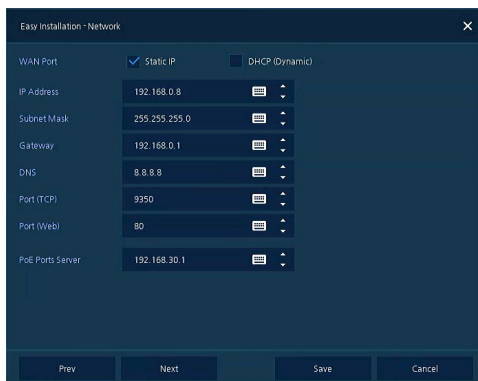 Easy Installation - Network
WAN Port Static IP DHCP (Dynamic)
IP Address 192.168.0.8
Subnet Mask 255.255.255.0
Gateway 192.168.0.1
DNS 8.8.8.8
Port (TCP) 9350
Port (Web) 80
PoE Ports Server 192.168.30.1
Prev Next Save Cancel